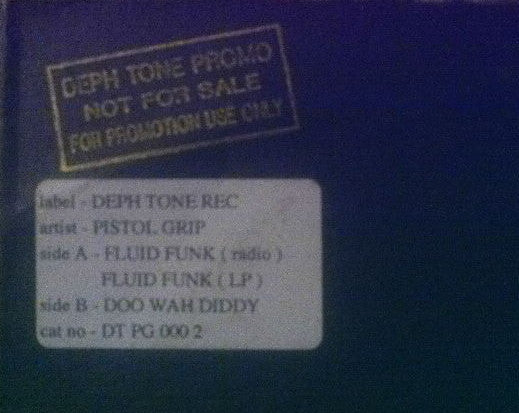 DEPH TONE PROMO
NOT FOR SALE
FOR PROMOTION USE ONLY
label - DEPH TONE REC
artist - PISTOL GRIP
side A - FLUID FUNK ( radio )
FLUID FUNK ( LP )
side B - DOO WAH DIDDY
cat no - DT PG 000 2